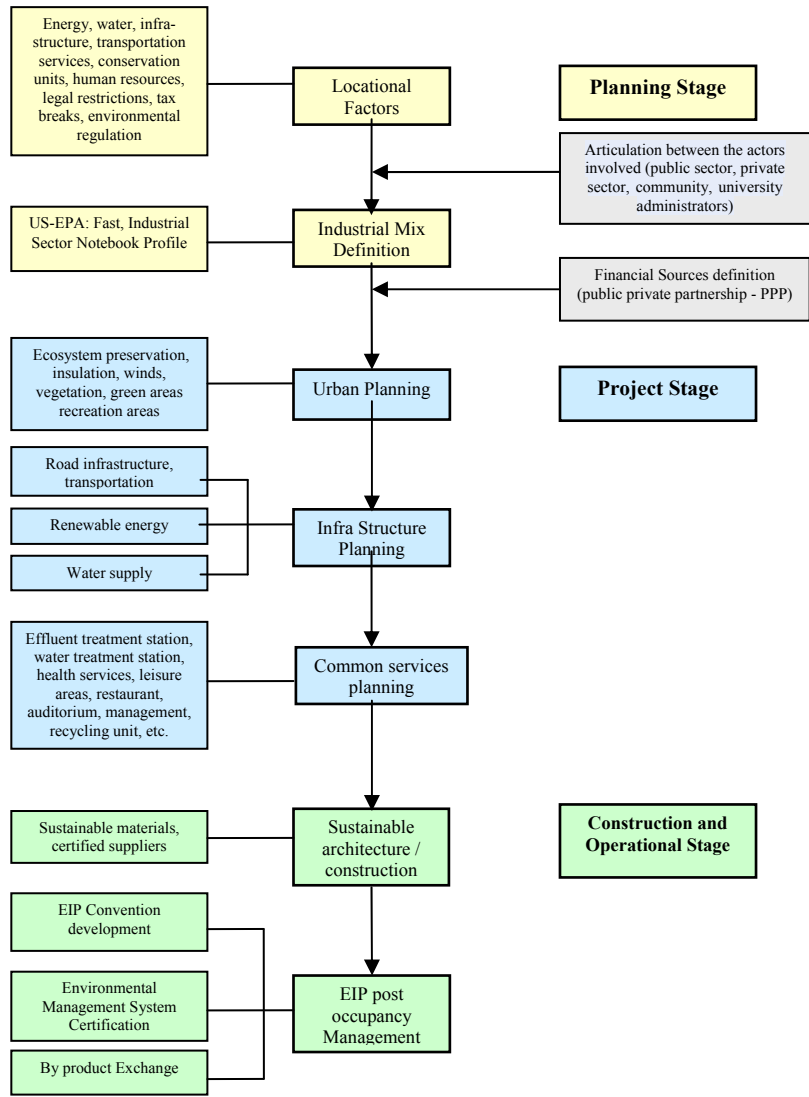 Energy, water, infra-
structure, transportation
services, conservation
units, human resources,
legal restrictions, tax
breaks, environmental
regulation
Locational
Factors
Planning Stage
Articulation between the actors
involved (public sector, private
sector, community, university
administrators)
US-EPA: Fast, Industrial
Sector Notebook Profile
Industrial Mix
Definition
Financial Sources definition
(public private partnership - PPP)
Ecosystem preservation,
insulation, winds,
vegetation, green areas
recreation areas
Urban Planning
Project Stage
Road infrastructure,
transportation
Renewable energy
Water supply
Infra Structure
Planning
Effluent treatment station,
water treatment station,
health services, leisure
areas, restaurant,
auditorium, management,
recycling unit, etc.
Common services
planning
Sustainable materials,
certified suppliers
Sustainable
architecture /
construction
Construction and
Operational Stage
EIP Convention
development
Environmental
Management System
Certification
By product Exchange
EIP post
occupancy
Management